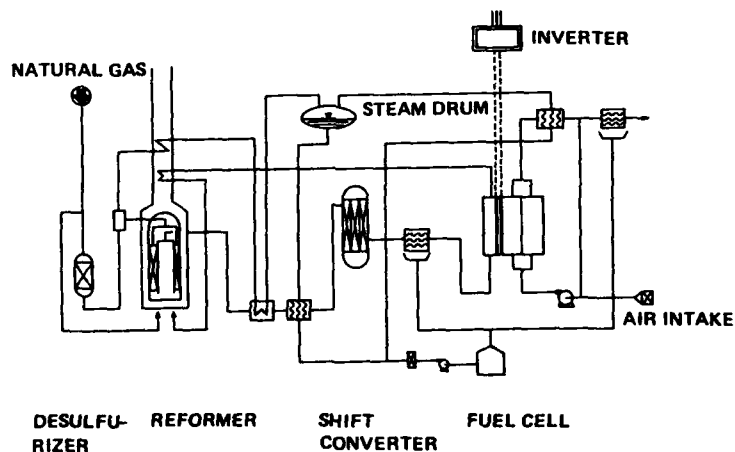 INVERTER
NATURAL GAS
STEAM DRUM
AIR INTAKE
DESULFU-
RIZER
REFORMER
SHIFT
CONVERTER
FUEL CELL